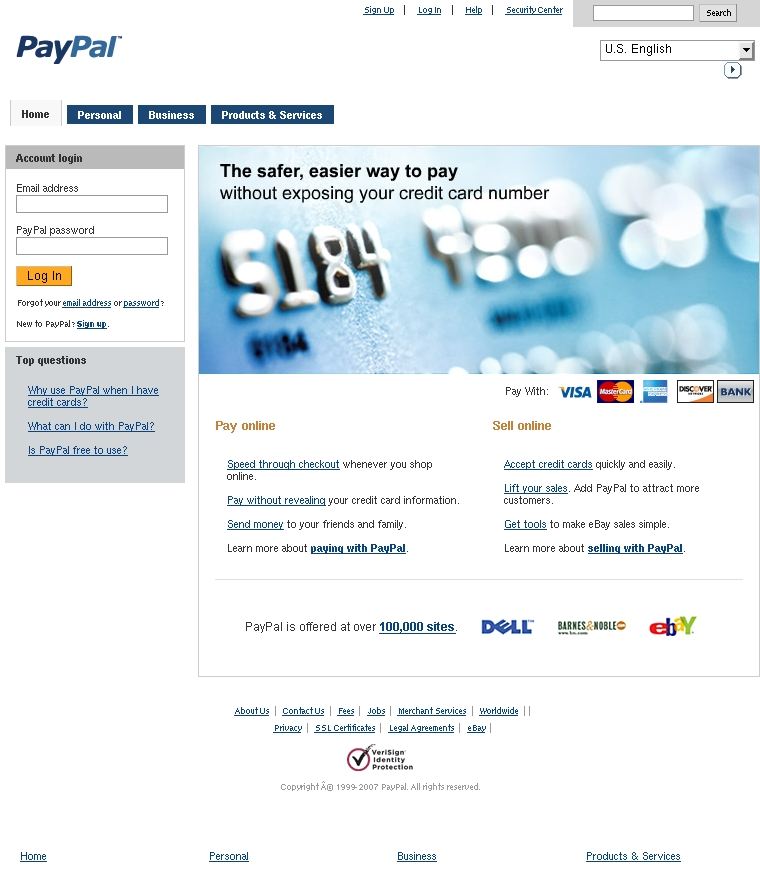 Sign Up | Log In | Help | Security Center
Search
PayPal™
U.S. English
Home
Personal
Business
Products & Services
Account login
Email address
PayPal password
Log In
Forgot your email address or password?
New to PayPal? Sign up.
Top questions
Why use PayPal when I have
credit cards?
What can I do with PayPal?
Is PayPal free to use?
The safer, easier way to pay
without exposing your credit card number
5184
5184
Pay With: VISA MasterCard DISCOVER BANK
Pay online
Speed through checkout whenever you shop
online.
Pay without revealing your credit card information.
Send money to your friends and family.
Learn more about paying with PayPal.
Sell online
Accept credit cards quickly and easily.
Lift your sales. Add PayPal to attract more
customers.
Get tools to make eBay sales simple.
Learn more about selling with PayPal.
PayPal is offered at over 100,000 sites.
DELL™
BARNES&NOBLE
www.bn.com
ebY
About Us | Contact Us | Fees | Jobs | Merchant Services | Worldwide | |
Privacy | SSL Certificates | Legal Agreements | eBay |
VeriSign
Identity
Protection
Copyright Â© 1999-2007 PayPal. All rights reserved.
Home
Personal
Business
Products & Services